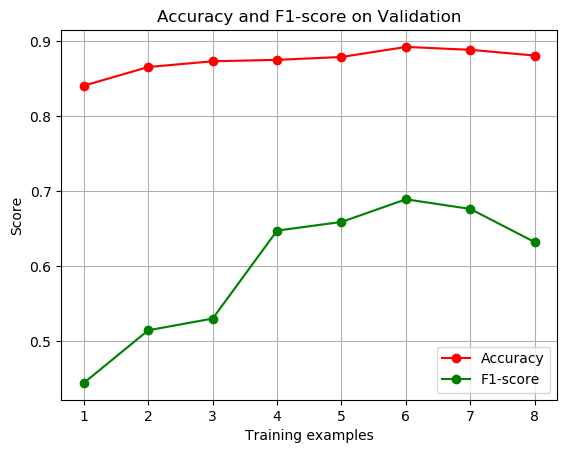 Accuracy and F1-score on Validation
Score
0.9
0.8
0.7
0.6
0.5
Accuracy
F1-score
1 2 3 4 5 6 7 8
Training examples